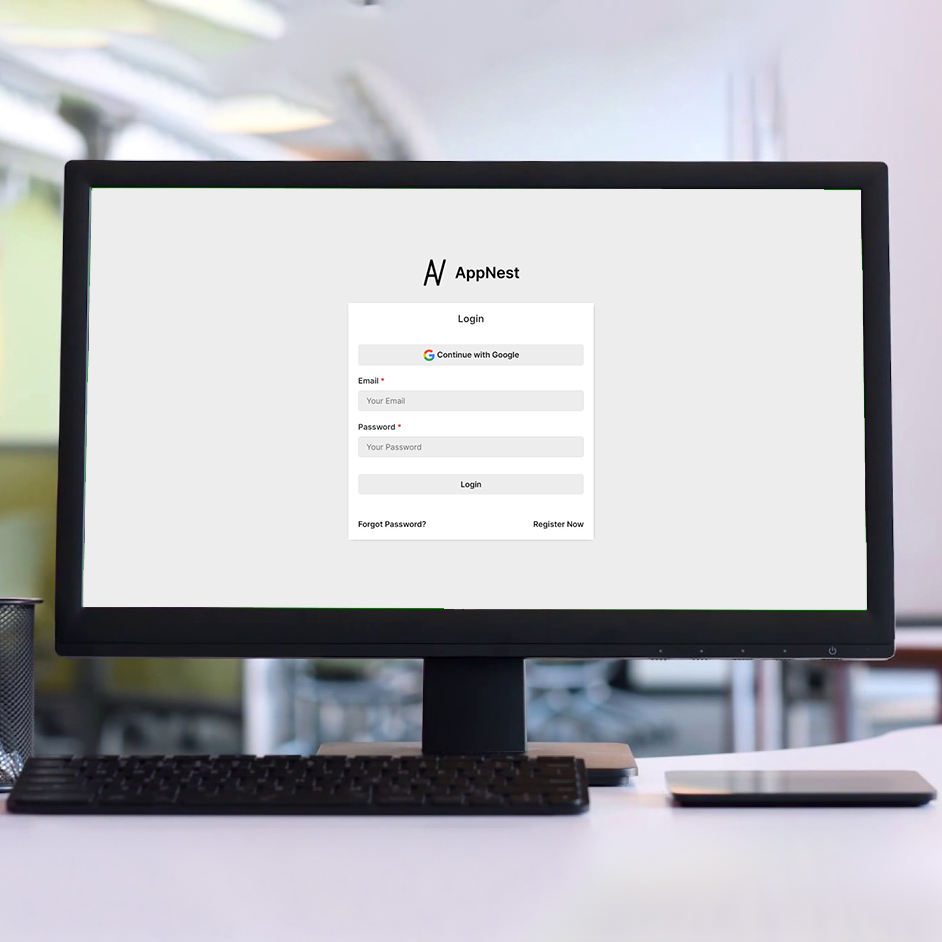 AppNest
Login
Continue with Google
Email *
Your Email
Password *
Your Password
Login
Forgot Password? Register Now